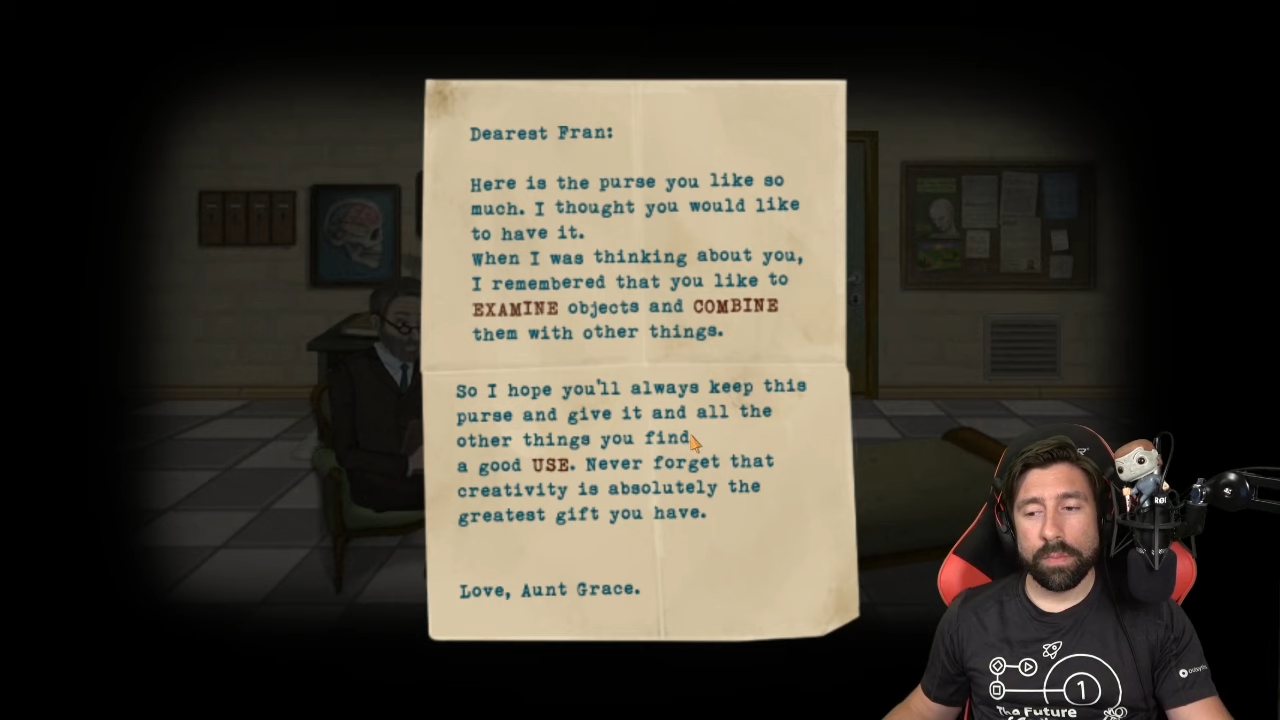 Dearest Fran:
Here is the purse you like so
much. I thought you would like
to have it.
When I was thinking about you,
I remembered that you like to
EXAMINE objects and COMBINE
them with other things.
So I hope you'll always keep this
purse and give it and all the
other things you find
a good USE. Never forget that
creativity is absolutely the
greatest gift you have.
Love, Aunt Grace.
1
The Future